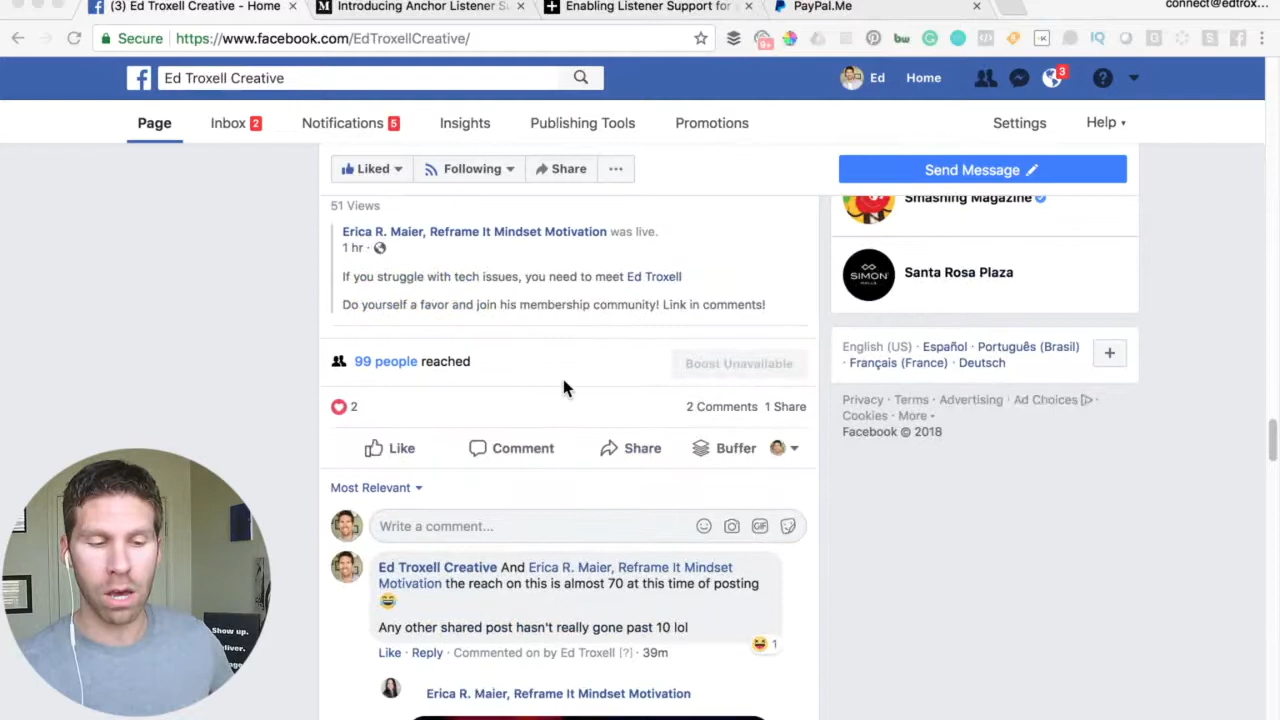 (3) Ed Troxell Creative - Home
Introducing Anchor Listener S
Enabling Listener Support for
PayPal.Me
connect@edtrox...
Secure
https://www.facebook.com/EdTroxellCreative/
Ed Troxell Creative
Ed
Home
3
Page
Inbox 2
Notifications 5
Insights
Publishing Tools
Promotions
Settings
Help
Liked
Following
Share
Send Message
51 Views
Erica R. Maier, Reframe It Mindset Motivation was live.
1 hr ·
If you struggle with tech issues, you need to meet Ed Troxell
Do yourself a favor and join his membership community! Link in comments!
99 people reached
Boost Unavailable
2
2 Comments 1 Share
Like
Comment
Share
Buffer
Most Relevant
Write a comment...
GIF
Ed Troxell Creative And Erica R. Maier, Reframe It Mindset
Motivation the reach on this is almost 70 at this time of posting
Any other shared post hasn't really gone past 10 lol
1
Like · Reply · Commented on by Ed Troxell [?] · 39m
Erica R. Maier, Reframe It Mindset Motivation
Smashing Magazine
SIMON
Santa Rosa Plaza
English (US) · Español · Português (Brasil)
· Français (France) · Deutsch
Privacy · Terms · Advertising · Ad Choices ·
Cookies · More
Facebook © 2018
Show up.